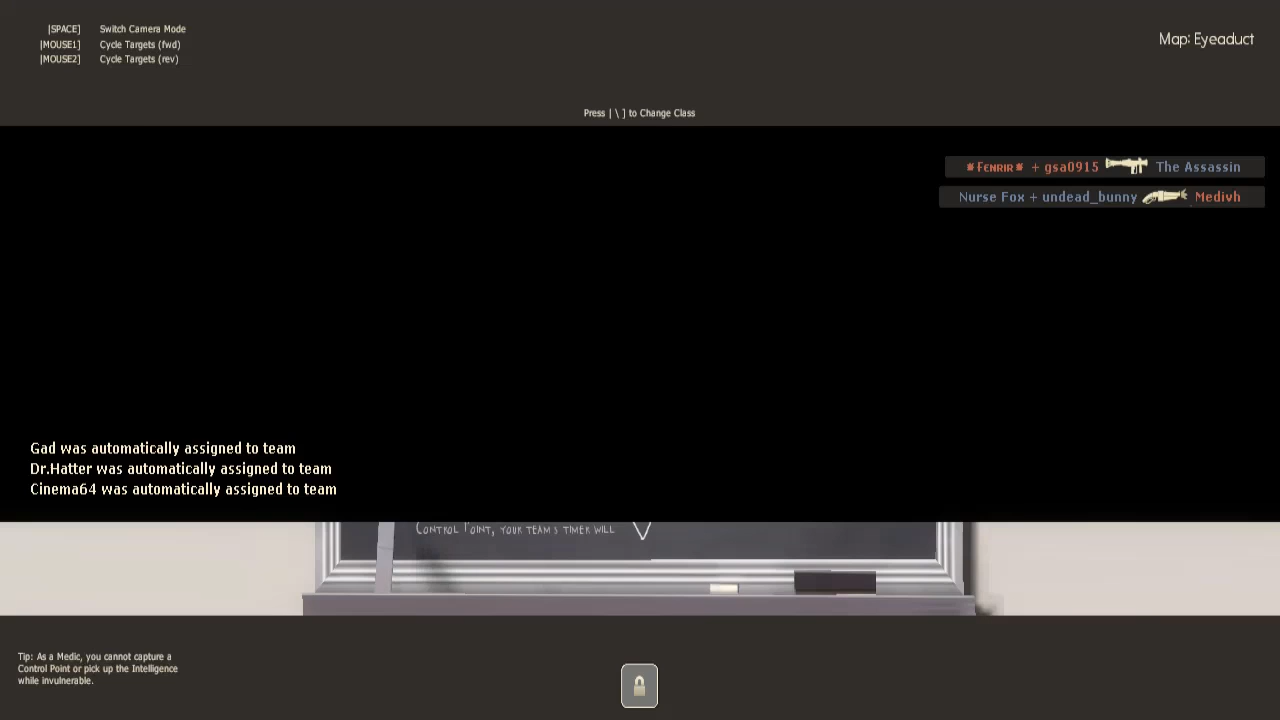 |SPACE] Switch Camera Mode
|MOUSE1] Cycle Targets (fwd)
|MOUSE2] Cycle Targets (rev)
Map: Eyeaduct
Press | \ ] to Change Class
⁕Fenrir⁕ + gsa0915 The Assassin
Nurse Fox + undead_bunny Medivh
Gad was automatically assigned to team
Dr.Hatter was automatically assigned to team
Cinema64 was automatically assigned to team
Control Point, your team's timer will
Tip: As a Medic, you cannot capture a
Control Point or pick up the Intelligence
while invulnerable.